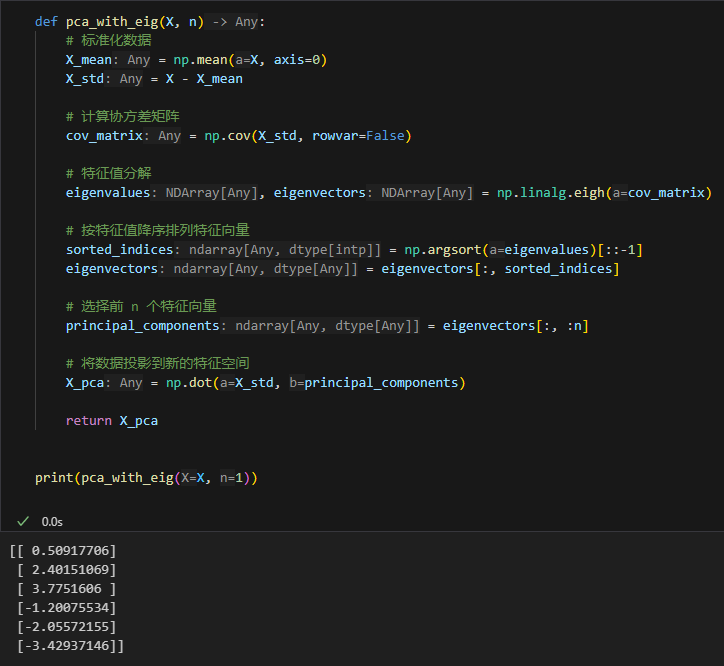 def pca_with_eig(X, n) -> Any:
    # 标准化数据
    X_mean: Any = np.mean(a=X, axis=0)
    X_std: Any = X - X_mean
    # 计算协方差矩阵
    cov_matrix: Any = np.cov(X_std, rowvar=False)
    # 特征值分解
    eigenvalues: NDArray[Any], eigenvectors: NDArray[Any] = np.linalg.eigh(a=cov_matrix)
    # 按特征值降序排列特征向量
    sorted_indices: ndarray[Any, dtype[intp]] = np.argsort(a=eigenvalues)[::-1]
    eigenvectors: ndarray[Any, dtype[Any]] = eigenvectors[:, sorted_indices]
    # 选择前 n 个特征向量
    principal_components: ndarray[Any, dtype[Any]] = eigenvectors[:, :n]
    # 将数据投影到新的特征空间
    X_pca: Any = np.dot(a=X_std, b=principal_components)
    return X_pca
print(pca_with_eig(X=X, n=1))
0.0s
[[ 0.50917706]
 [ 2.40151069]
 [ 3.7751606 ]
 [-1.20075534]
 [-2.05572155]
 [-3.42937146]]